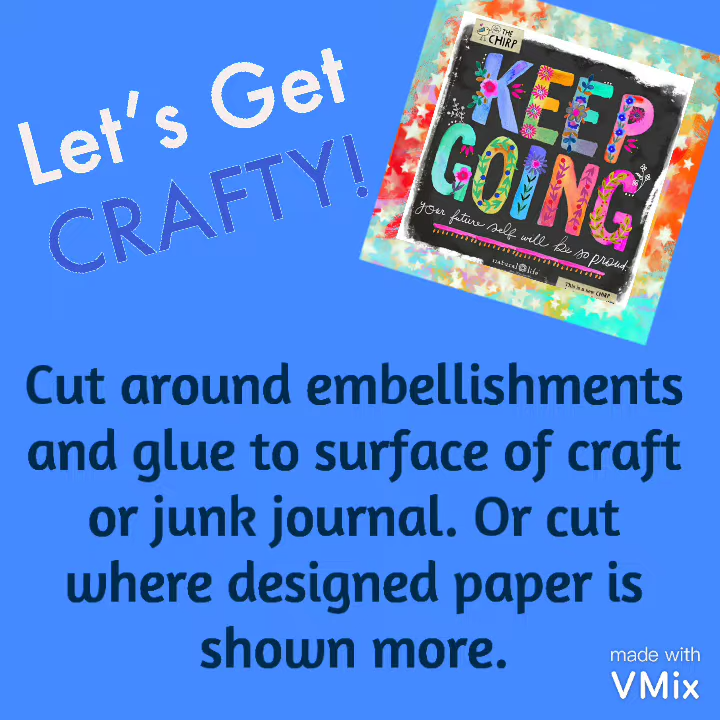 Let's Get
CRAFTY!
THE
CHIRP
KEEP
GOING
your future self will be so proud.
natural life
This is a new CHIRP
Cut around embellishments
and glue to surface of craft
or junk journal. Or cut
where designed paper is
shown more.
made with
VMix